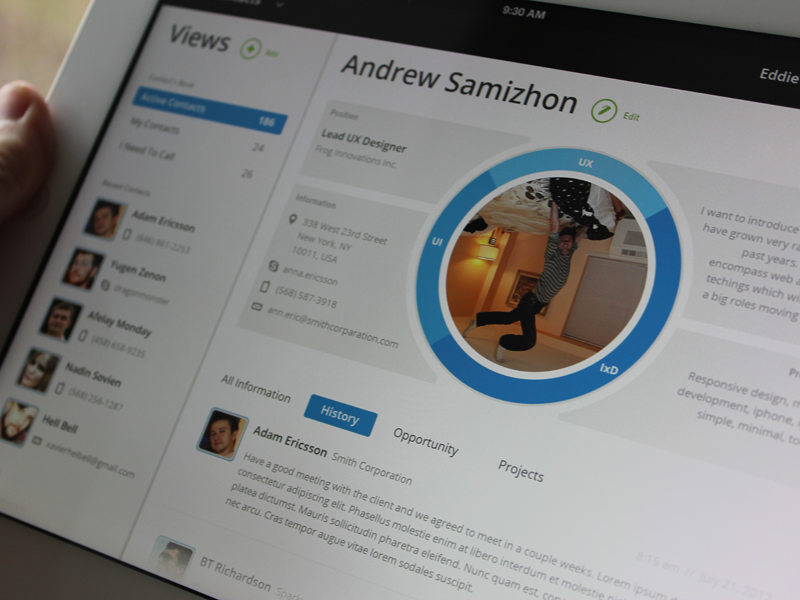 9:30 AM
Eddie
Views
Add
Contact's Book
Active Contacts 186
My Contacts 24
I Need To Call 26
Recent Contacts
Adam Ericsson
(646) 867-2253
Yugen Zenon
dragonmonster
Afelay Monday
(458) 658-9235
Nadin Sovien
(568) 256-1287
Hell Bell
xavierhelbell@gmail.com
Andrew Samizhon
Edit
Position
Lead UX Designer
Frog Innovations Inc.
Information
338 West 23rd Street
New York, NY
10011, USA
anna.ericsson
(568) 587-3918
ann.eric@smithcorparation.com
UX
UI
IxD
I want to introduce
have grown very ra
past years,
encompass web a
techings which wo
a big roles moving
Pr
Responsive design, m
development, iphone, i
simple, minimal, to
All Information
History
Opportunity
Projects
Adam Ericsson Smith Corporation
Have a good meeting with the client and we agreed to meet in a couple weeks. Lorem ipsum d
consectetur adipiscing elit. Phasellus molestie enim at libero interdum et molestie
platea dictumst. Mauris sollicitudin pharetra eleifend. Nunc quam est, con
nec arcu. Cras tempor augue vitae lorem sodales suscipit.
8:15 am // July 21, 2012
BT Richardson